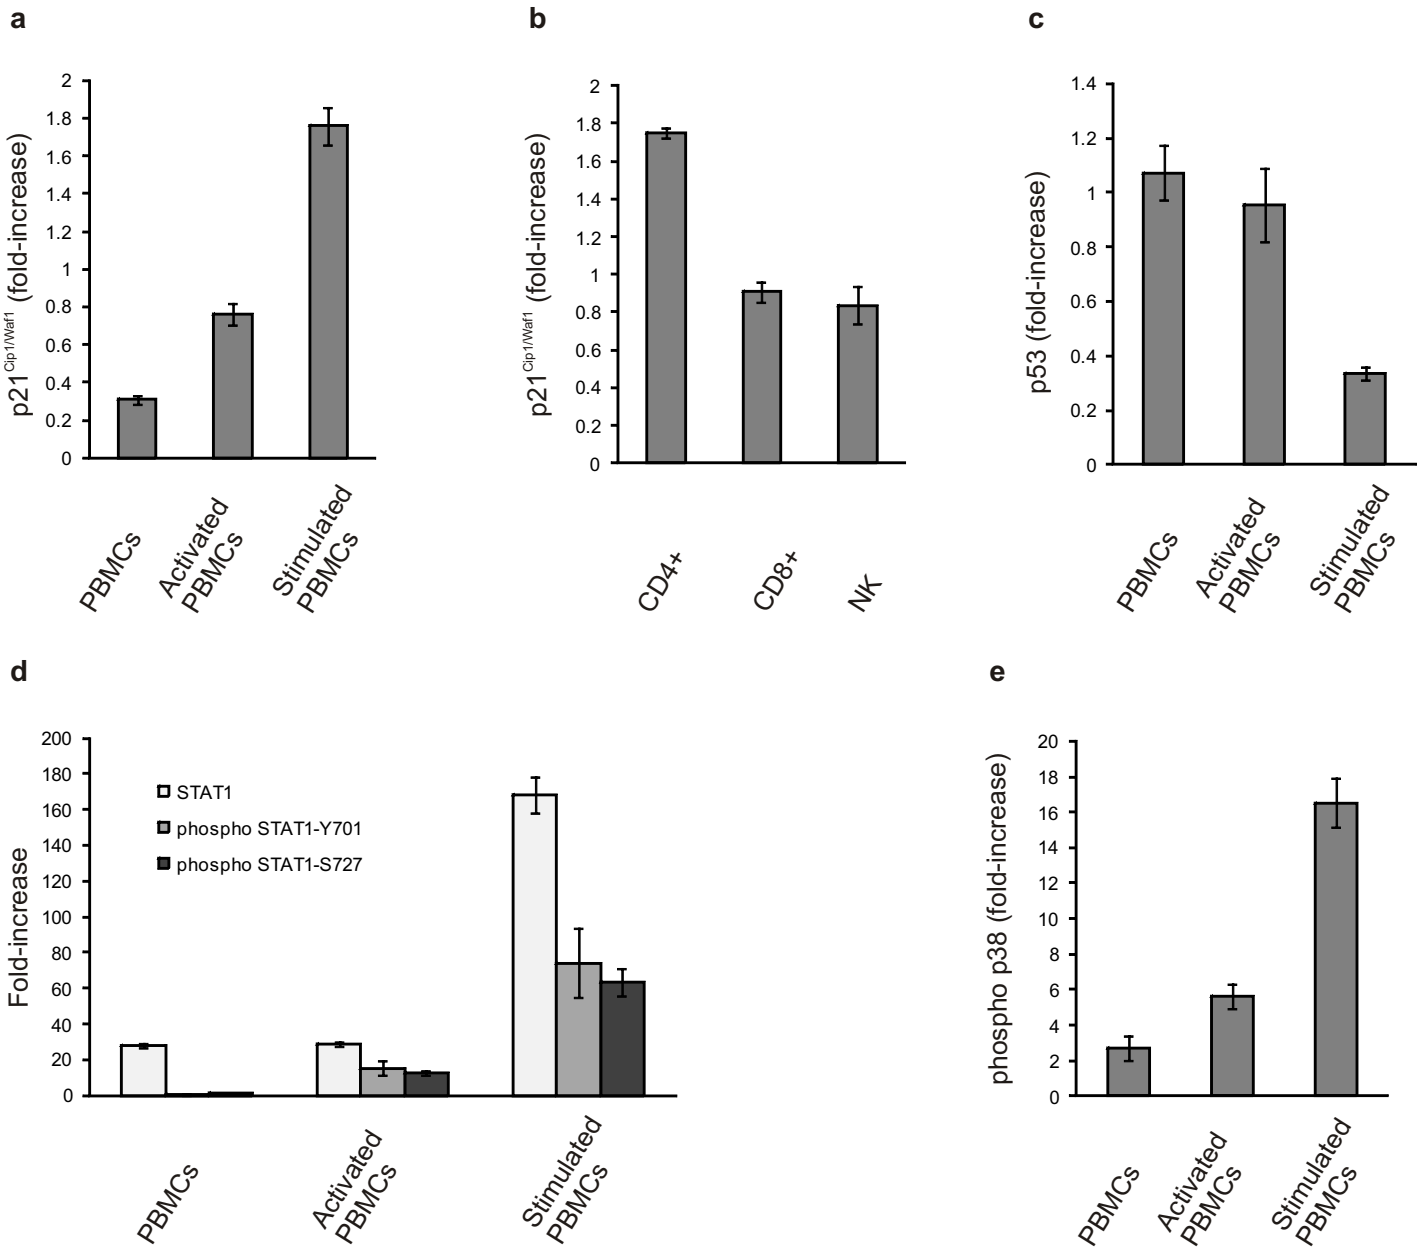 a
p21Cip1/Waf1 (fold-increase)
2
1.8
1.6
1.4
1.2
1
0.8
0.6
0.4
0.2
0
PBMCs
Activated
PBMCs
Stimulated
PBMCs
b
p21Cip1/Waf1 (fold-increase)
2
1.8
1.6
1.4
1.2
1
0.8
0.6
0.4
0.2
0
CD4+
CD8+
NK
c
p53 (fold-increase)
1.4
1.2
1
0.8
0.6
0.4
0.2
0
PBMCs
Activated
PBMCs
Stimulated
PBMCs
d
Fold-increase
200
180
160
140
120
100
80
60
40
20
0
STAT1
phospho STAT1-Y701
phospho STAT1-S727
PBMCs
Activated
PBMCs
Stimulated
PBMCs
e
phospho p38 (fold-increase)
20
18
16
14
12
10
8
6
4
2
0
PBMCs
Activated
PBMCs
Stimulated
PBMCs